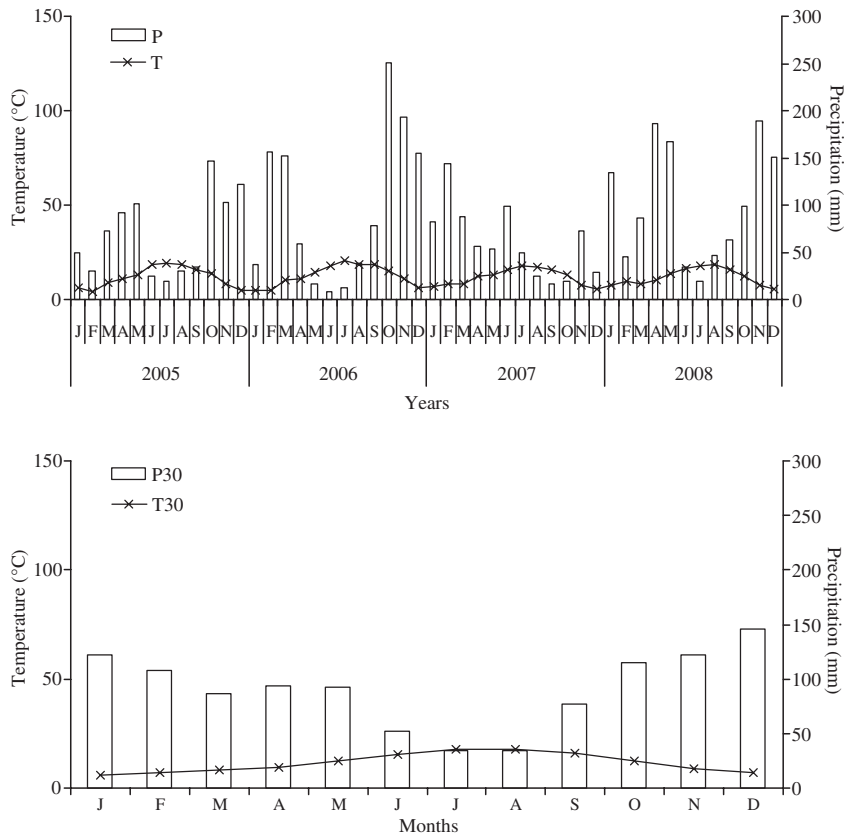 150
100
50
0
Temperature (°C)
P
T
300
250
200
150
100
50
0
Precipitation (mm)
J F M A M J J A S O N D J F M A M J J A S O N D J F M A M J J A S O N D J F M A M J J A S O N D
2005 2006 2007 2008
Years
150
100
50
0
Temperature (°C)
P30
T30
300
250
200
150
100
50
0
Precipitation (mm)
J F M A M J J A S O N D
Months